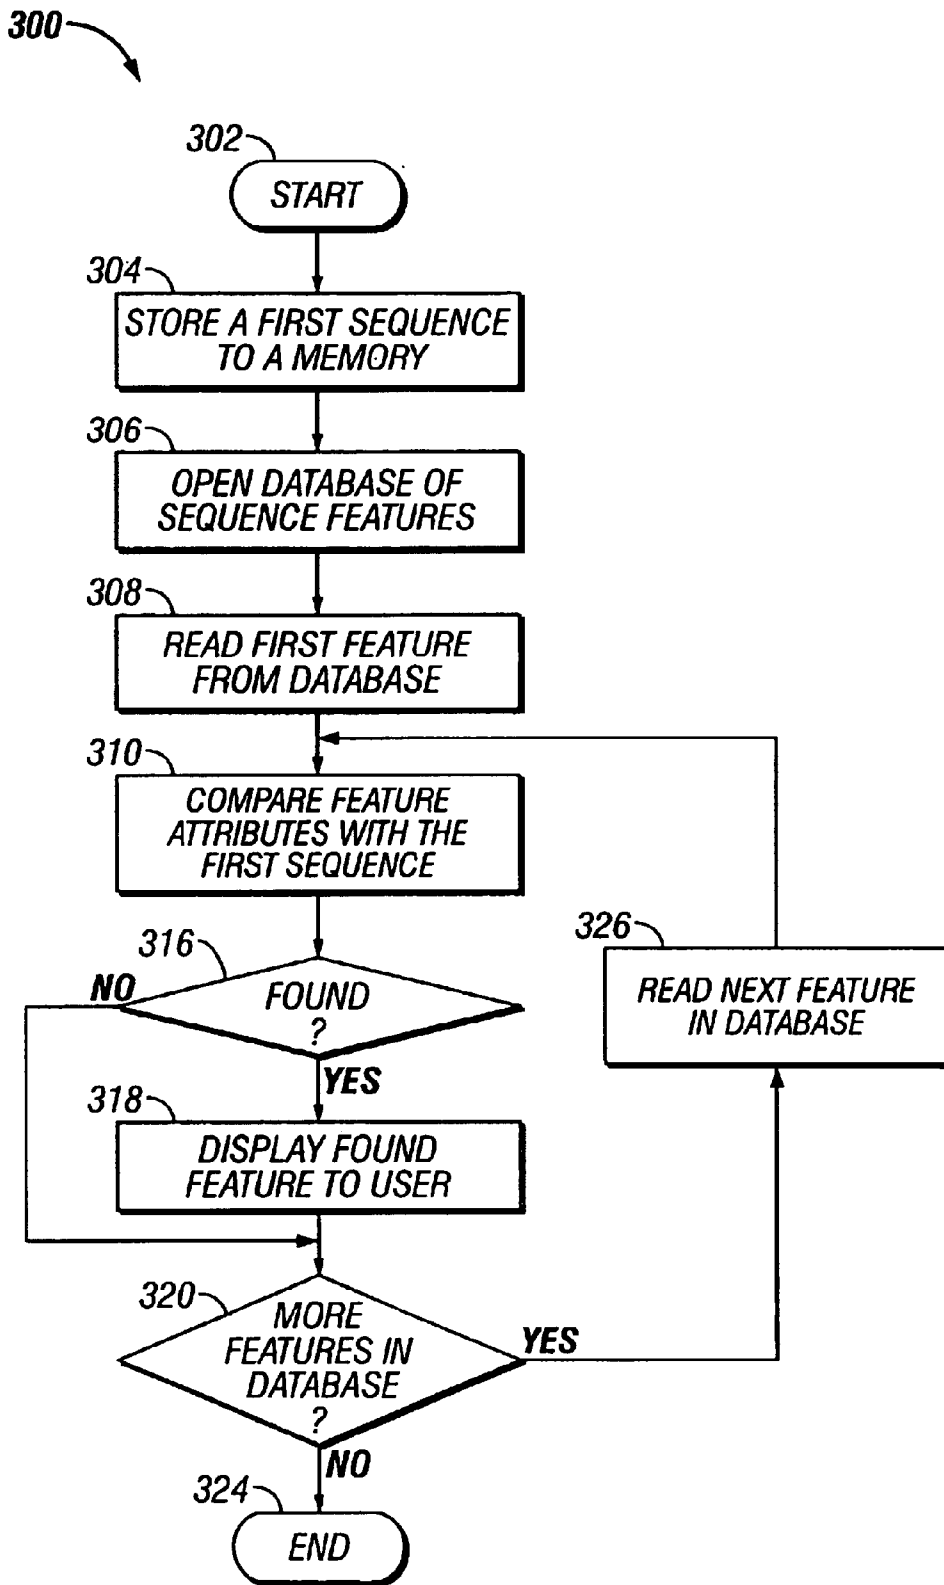 300
302
START
304
STORE A FIRST SEQUENCE
TO A MEMORY
306
OPEN DATABASE OF
SEQUENCE FEATURES
308
READ FIRST FEATURE
FROM DATABASE
310
COMPARE FEATURE
ATTRIBUTES WITH THE
FIRST SEQUENCE
316
NO
FOUND
?
YES
326
READ NEXT FEATURE
IN DATABASE
318
DISPLAY FOUND
FEATURE TO USER
320
MORE
FEATURES IN
DATABASE
?
YES
NO
324
END